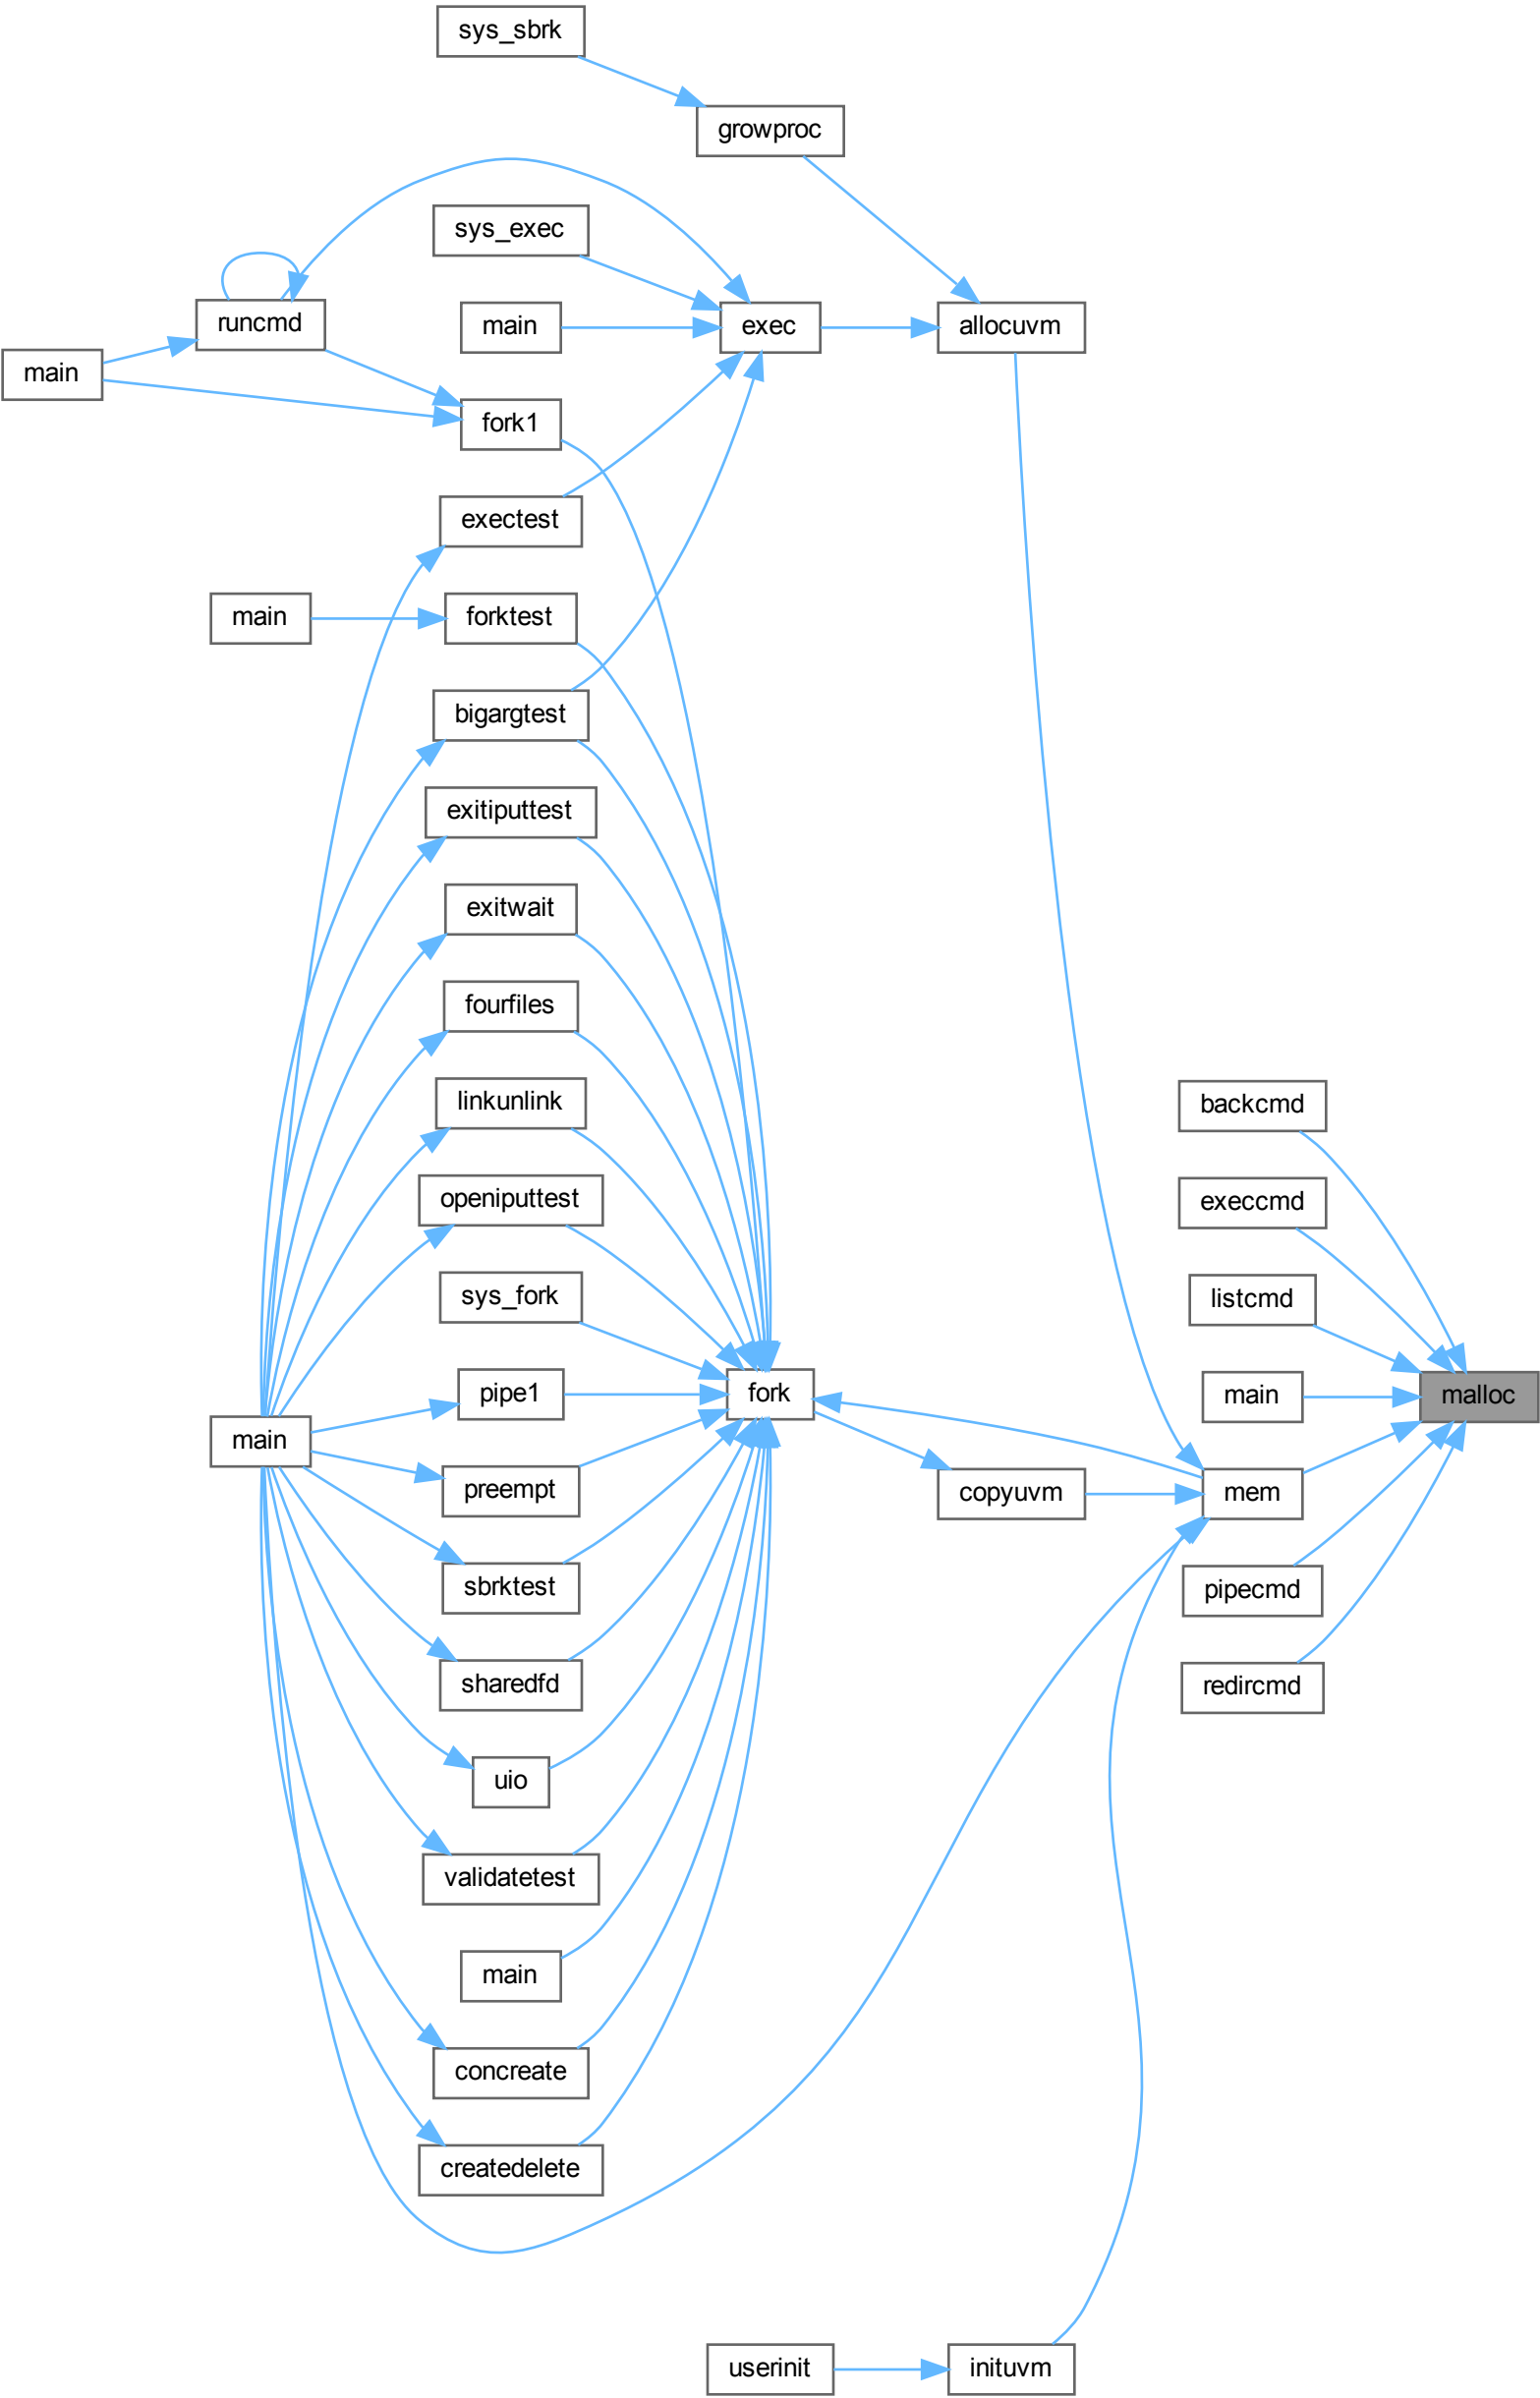 sys_sbrk
growproc
sys_exec
runcmd
main
exec
allocuvm
main
fork1
exectest
main
forktest
bigargtest
exitiputtest
exitwait
fourfiles
linkunlink
backcmd
openiputtest
execcmd
sys_fork
listcmd
pipe1
fork
main
malloc
main
preempt
copyuvm
mem
sbrktest
pipecmd
sharedfd
redircmd
uio
validatetest
main
concreate
createdelete
userinit
inituvm